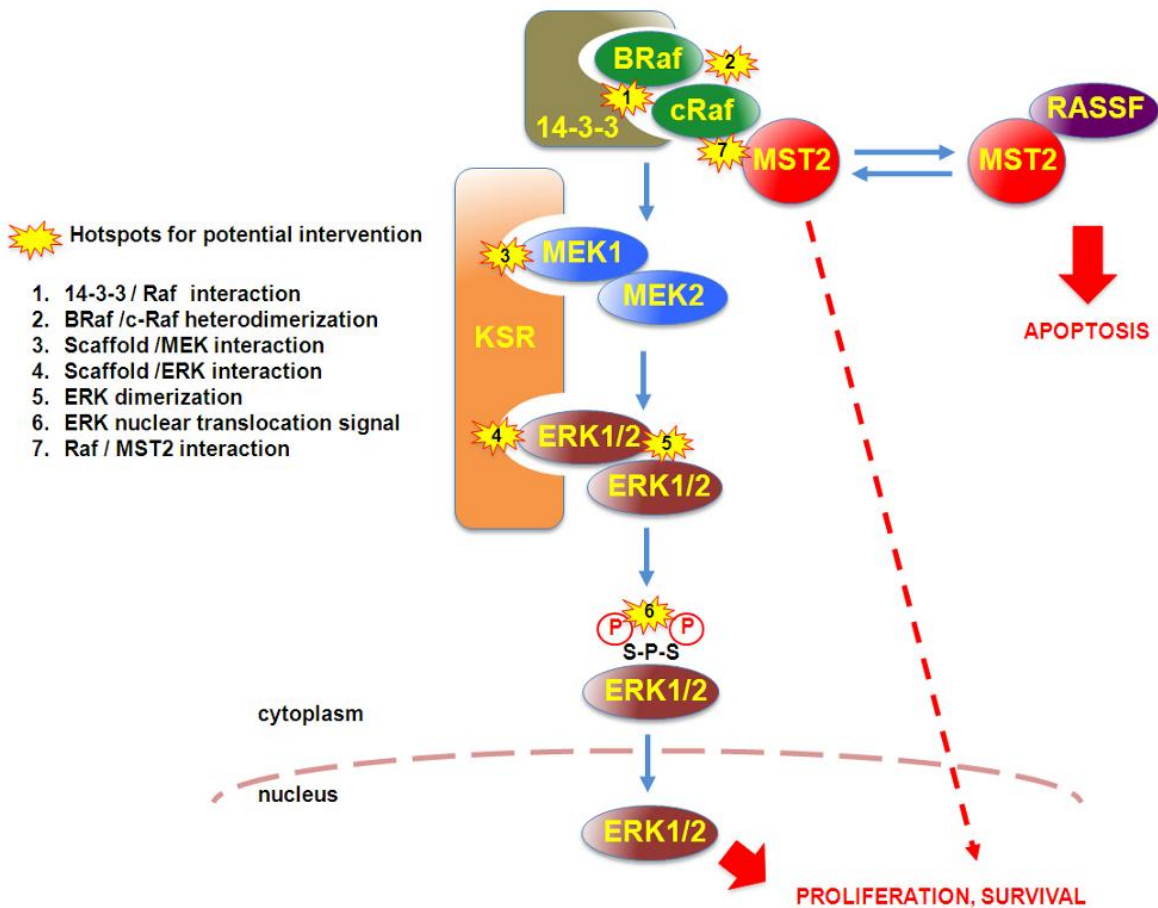 BRaf
2
1
cRaf
14-3-3
7
MST2
RASSF
MST2
Hotspots for potential intervention
3
MEK1
MEK2
1. 14-3-3 / Raf interaction
2. BRaf /c-Raf heterodimerization
3. Scaffold /MEK interaction
4. Scaffold /ERK interaction
5. ERK dimerization
6. ERK nuclear translocation signal
7. Raf / MST2 interaction
KSR
APOPTOSIS
4
ERK1/2
5
ERK1/2
6
P
P
S-P-S
ERK1/2
cytoplasm
nucleus
ERK1/2
PROLIFERATION, SURVIVAL